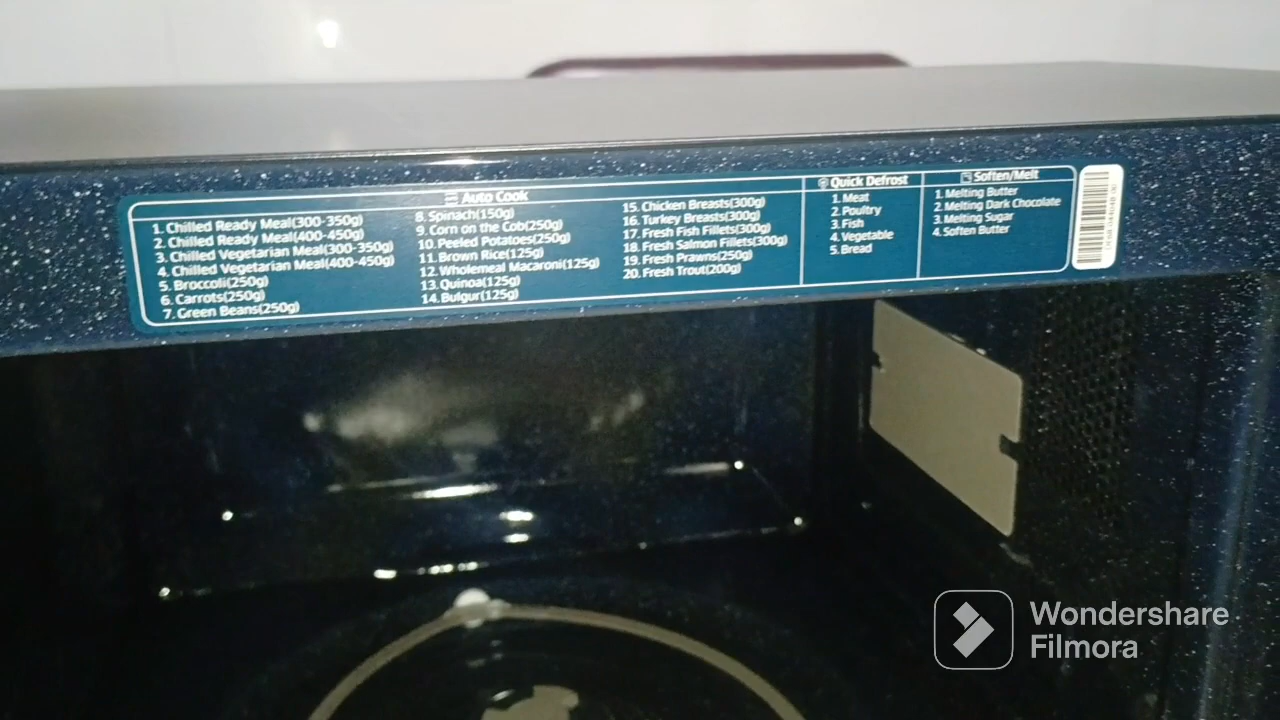 Auto Cook
1. Chilled Ready Meal(300-350g)
2. Chilled Ready Meal(400-450g)
3. Chilled Vegetarian Meal(300-350g)
4. Chilled Vegetarian Meal(400-450g)
5. Broccoli(250g)
6. Carrots(250g)
7. Green Beans(250g)
8. Spinach(150g)
9. Corn on the Cob(250g)
10. Peeled Potatoes(250g)
11. Brown Rice(125g)
12. Wholemeal Macaroni(125g)
13. Quinoa(125g)
14. Bulgur(125g)
15. Chicken Breasts(300g)
16. Turkey Breasts(300g)
17. Fresh Fish Fillets(300g)
18. Fresh Salmon Fillets(300g)
19. Fresh Prawns(250g)
20. Fresh Trout(200g)
Quick Defrost
1. Meat
2. Poultry
3. Fish
4. Vegetable
5. Bread
Soften/Melt
1. Melting Butter
2. Melting Dark Chocolate
3. Melting Sugar
4. Soften Butter
Wondershare
Filmora